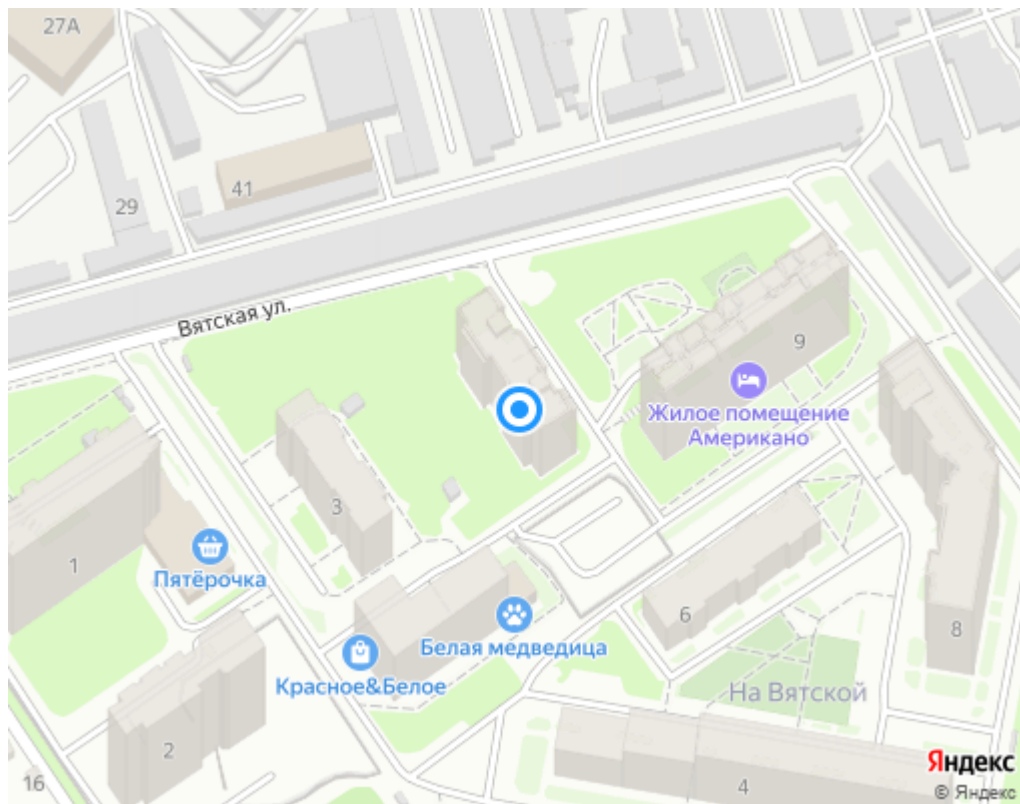 27А
41
29
Вятская ул.
9
Жилое помещение
Американо
3
1
Пятёрочка
6
Белая медведица
8
Красное&Белое
На Вятской
2
16
4
Яндекс
© Яндекс